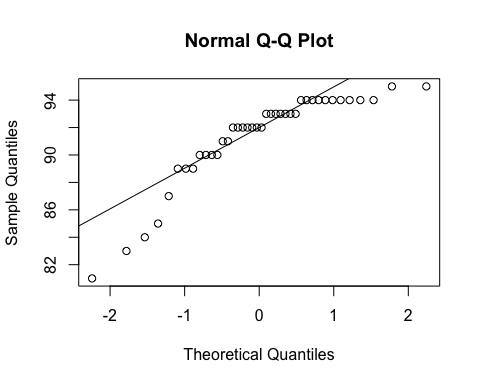 Normal Q-Q Plot
Sample Quantiles
94
90
86
82
-2 -1 0 1 2
Theoretical Quantiles